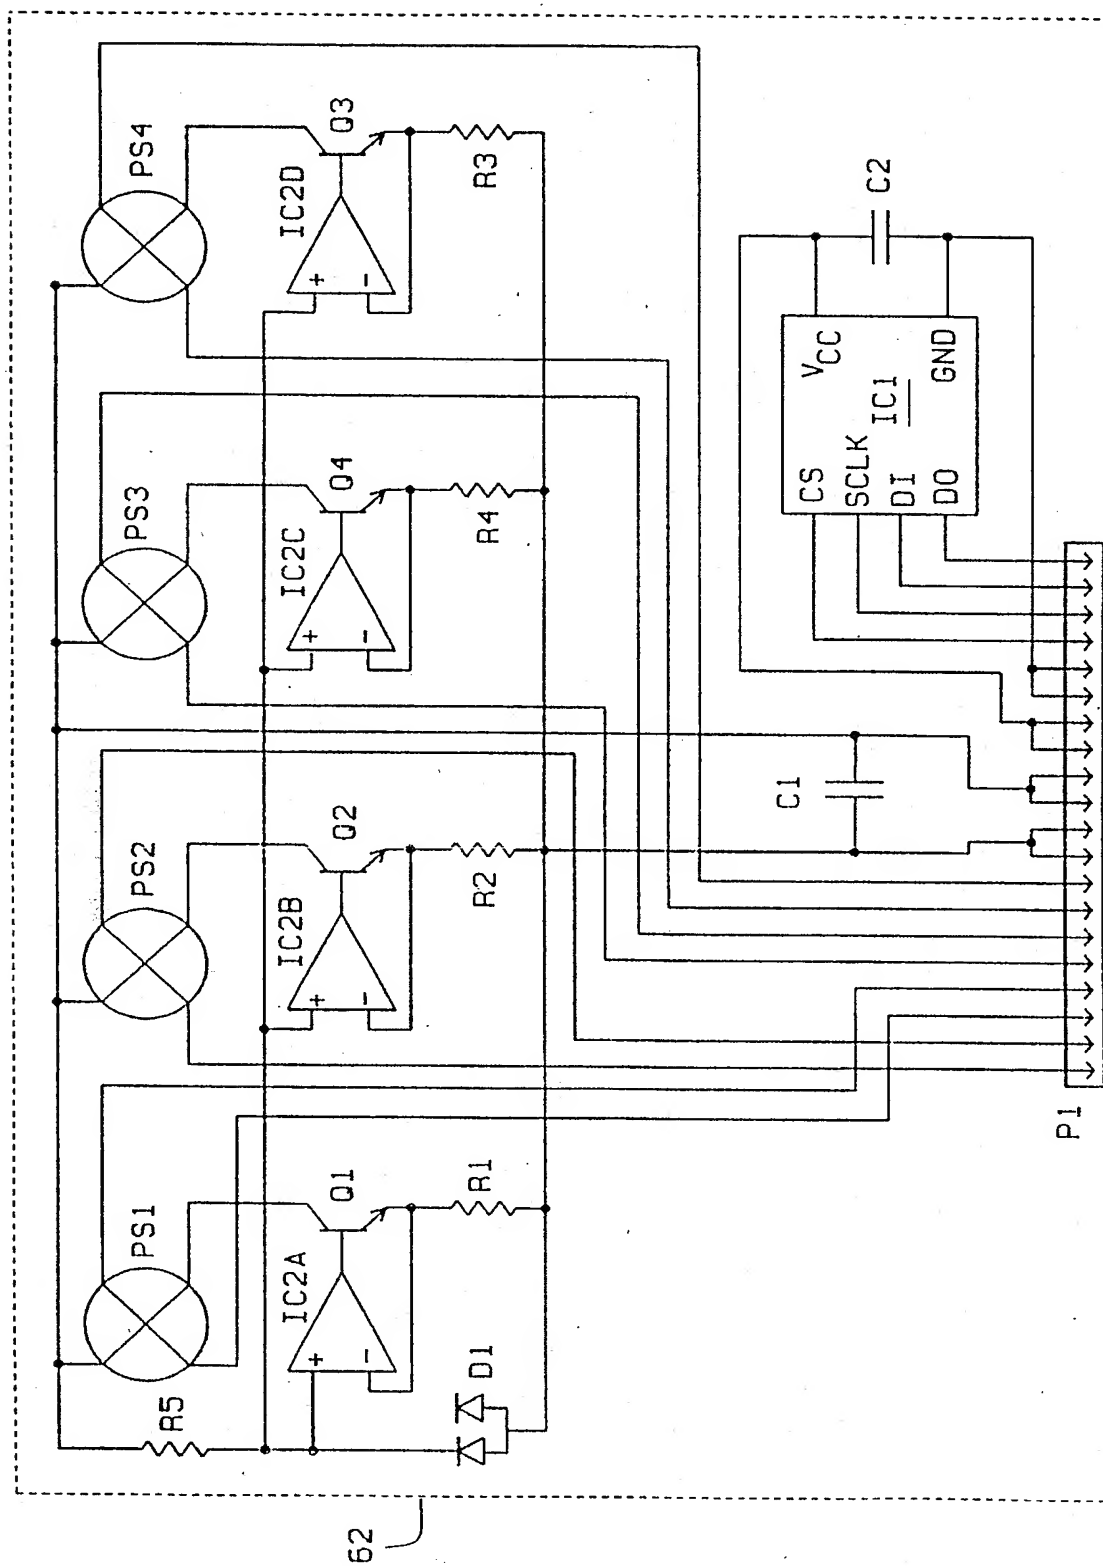 PS1
PS2
PS3
PS4
R5
IC2A
+
-
Q1
IC2B
+
-
Q2
IC2C
+
-
Q4
IC2D
+
-
Q3
D1
R1
R2
R4
R3
C1
CS
SCLK
DI
DO
VCC
IC1
GND
C2
P1
62